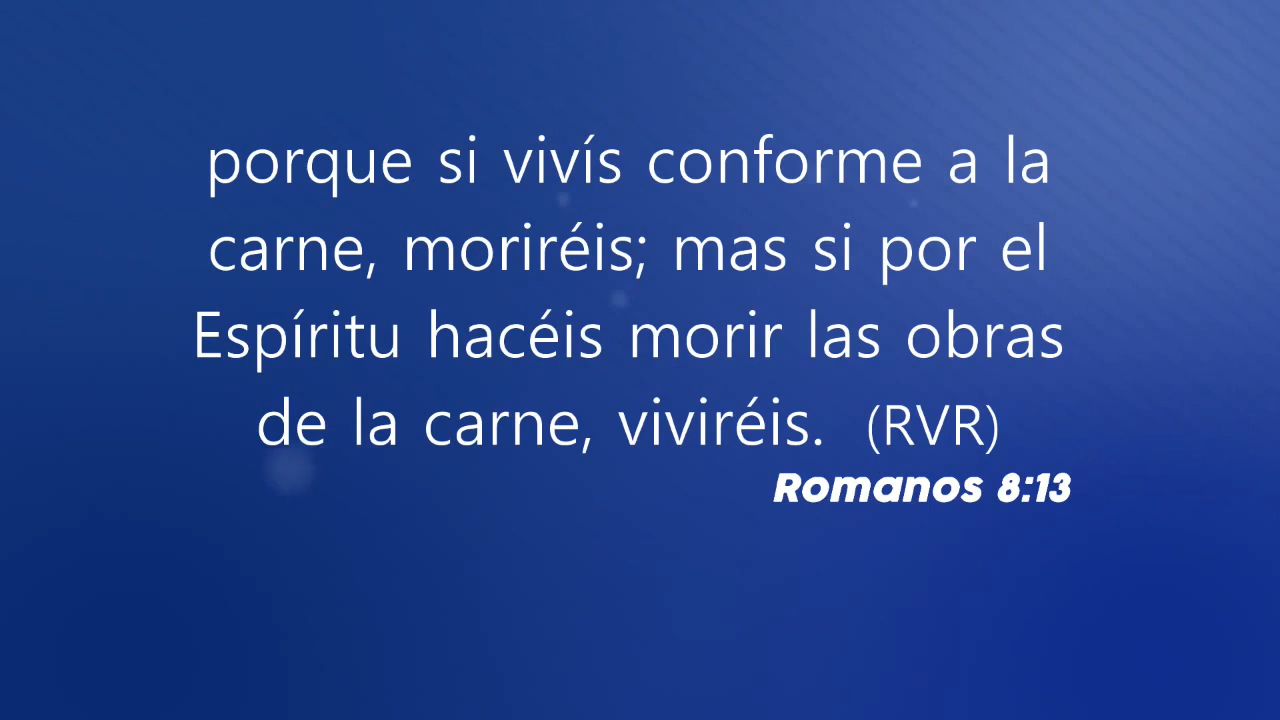 porque si vivís conforme a la
carne, moriréis; mas si por el
Espíritu hacéis morir las obras
de la carne, viviréis. (RVR)
Romanos 8:13